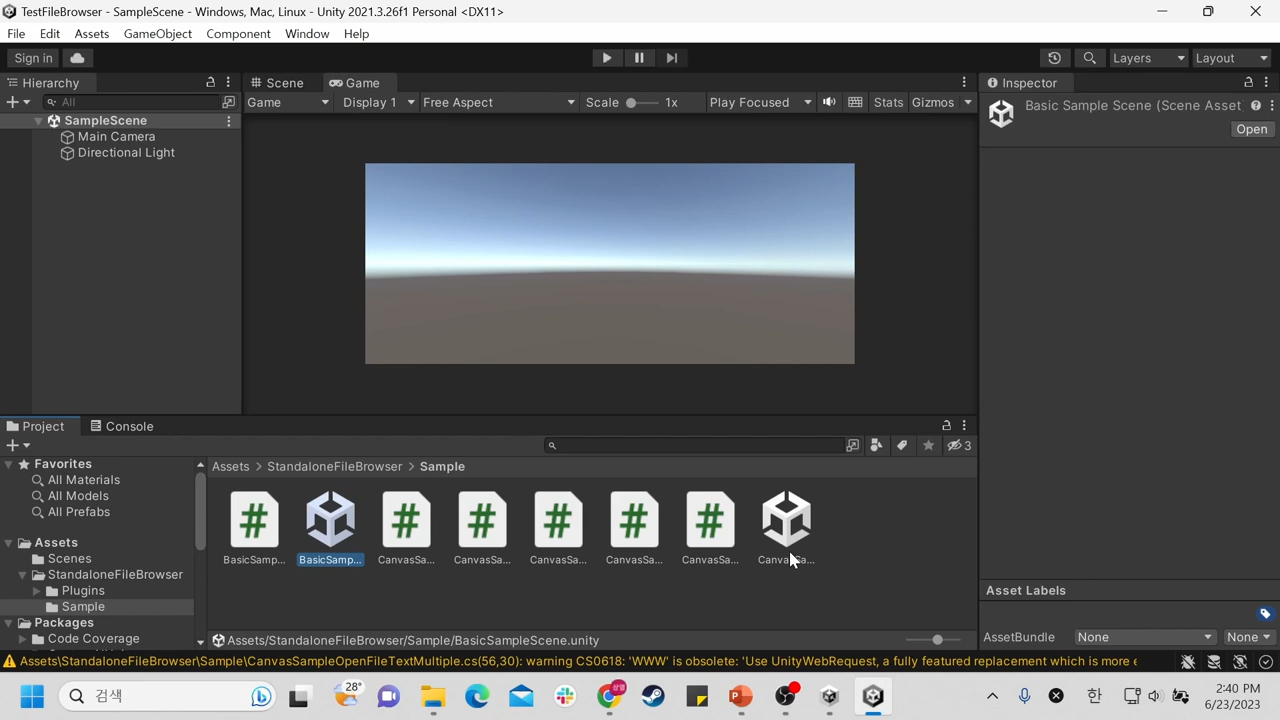 TestFileBrowser - SampleScene - Windows, Mac, Linux - Unity 2021.3.26f1 Personal <DX11>
File Edit Assets GameObject Component Window Help
Sign in Layers Layout
Hierarchy Scene Game Inspector
All Game Display 1 Free Aspect Scale 1x Play Focused Stats Gizmos
Basic Sample Scene (Scene Asset
Open
SampleScene
Main Camera
Directional Light
Project Console
3
Favorites
All Materials
All Models
All Prefabs
Assets
Scenes
StandaloneFileBrowser
Plugins
Sample
Packages
Code Coverage
Assets > StandaloneFileBrowser > Sample
BasicSamp... BasicSamp... CanvasSa... CanvasSa... CanvasSa... CanvasSa... CanvasSa...
Assets/StandaloneFileBrowser/Sample/BasicSampleScene.unity
Asset Labels
AssetBundle None None
Assets\StandaloneFileBrowser\Sample\CanvasSampleOpenFileTextMultiple.cs(56,30): warning CS0618: 'WWW' is obsolete: 'Use UnityWebRequest, a fully featured replacement which is more e
검색
28°
한
2:40 PM
6/23/2023